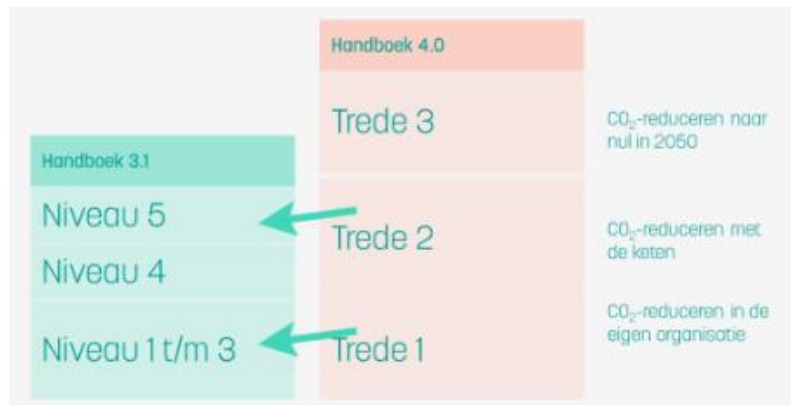 Handboek 4.0
Trede 3
CO₂-reduceren naar
nul in 2050
Handboek 3.1
Niveau 5
Niveau 4
Trede 2
CO₂-reduceren met
de keten
Niveau 1 t/m 3
Trede 1
CO₂-reduceren in de
eigen organisatie